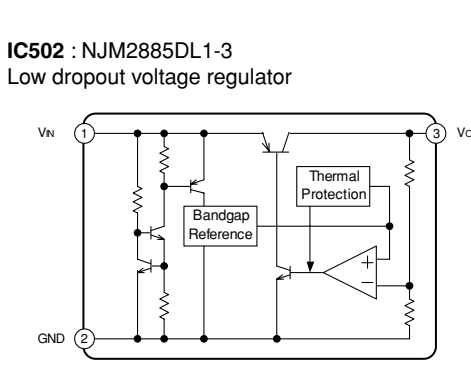 IC502 : NJM2885DL1-3
Low dropout voltage regulator
VIN 1
3
Thermal
Protection
Bandgap
Reference
+
−
GND 2